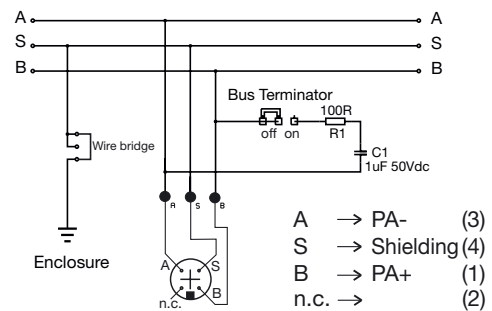 A A
S S
B B
Bus Terminator
100R
off on R1
Wire bridge
C1
1uF 50Vdc
A S B
Enclosure
A S
B
n.c.
A → PA- (3)
S → Shielding (4)
B → PA+ (1)
n.c. → (2)